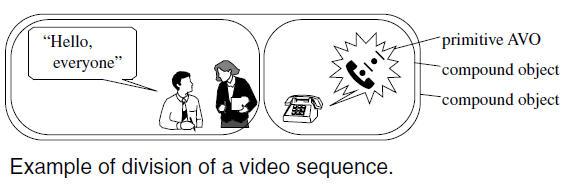 “Hello,
everyone”
primitive AVO
compound object
compound object
Example of division of a video sequence.